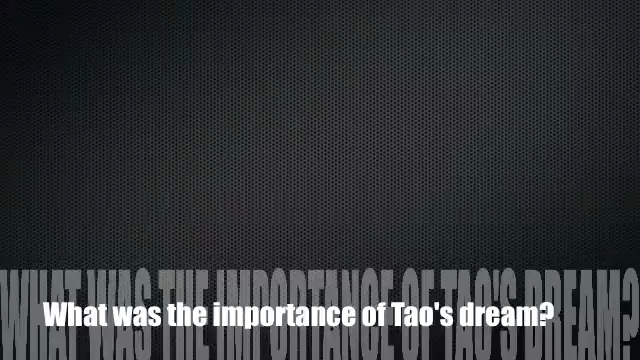 WHAT WAS THE IMPORTANCE OF TAO'S DREAM?
What was the importance of Tao's dream?